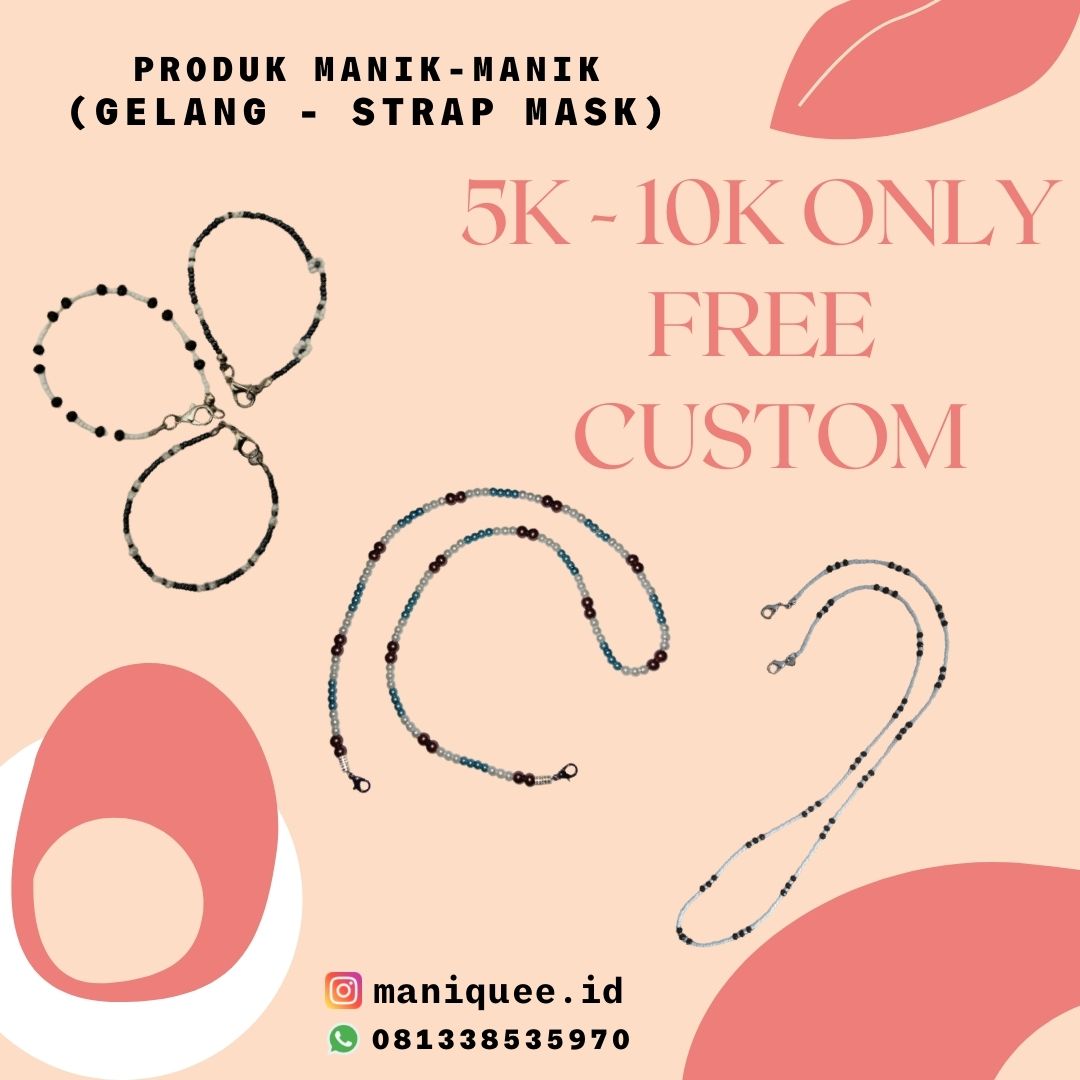 PRODUK MANIK-MANIK
(GELANG - STRAP MASK)
5K - 10K ONLY
FREE
CUSTOM
maniquee.id
081338535970